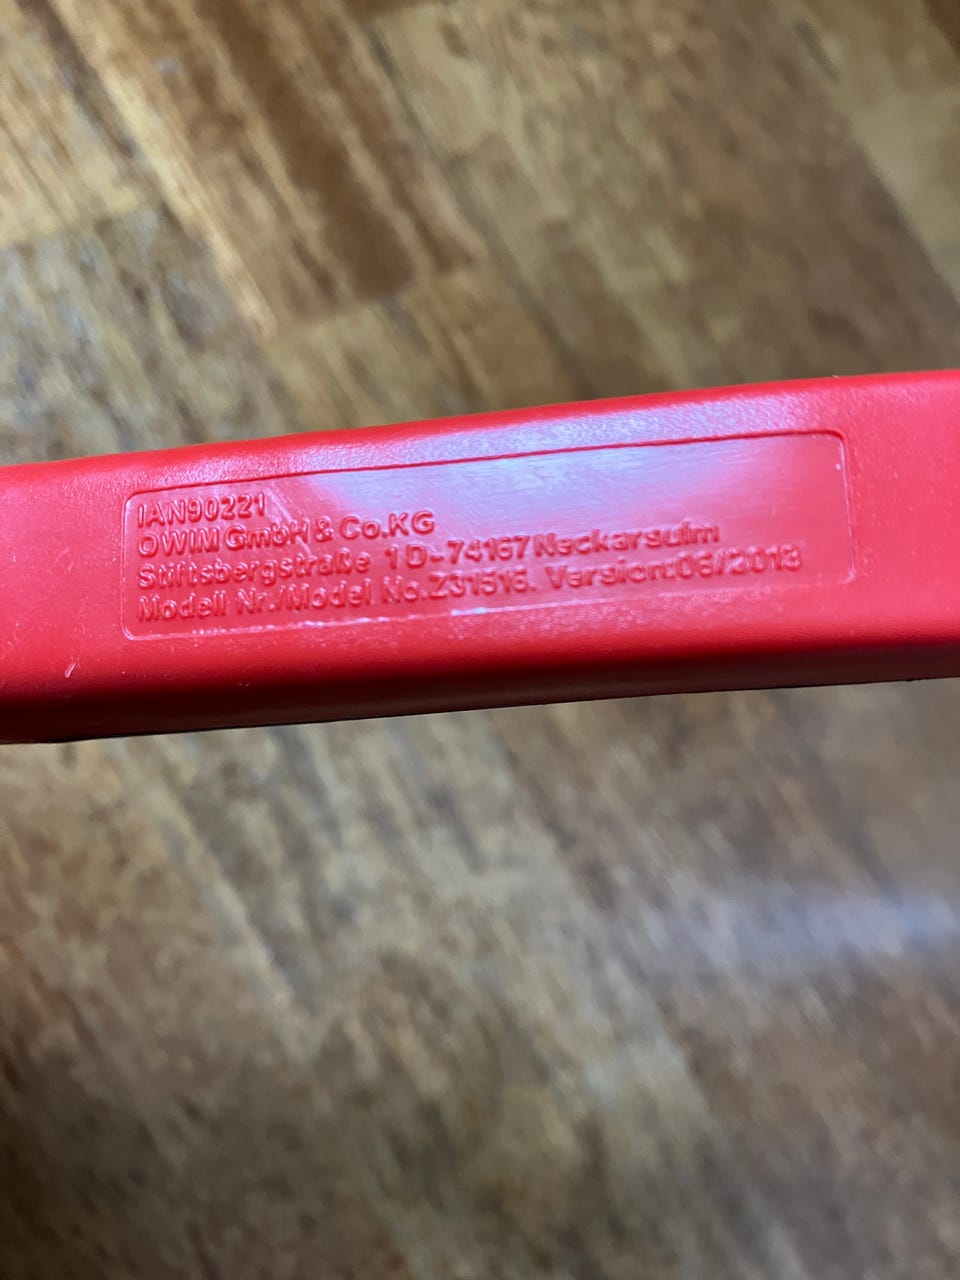 IAN90221
OWIM GmbH & Co.KG
Stiftsbergstraße 1 D-74167 Neckarsulm
Modell Nr./Model No.Z31516. Version:06/2013